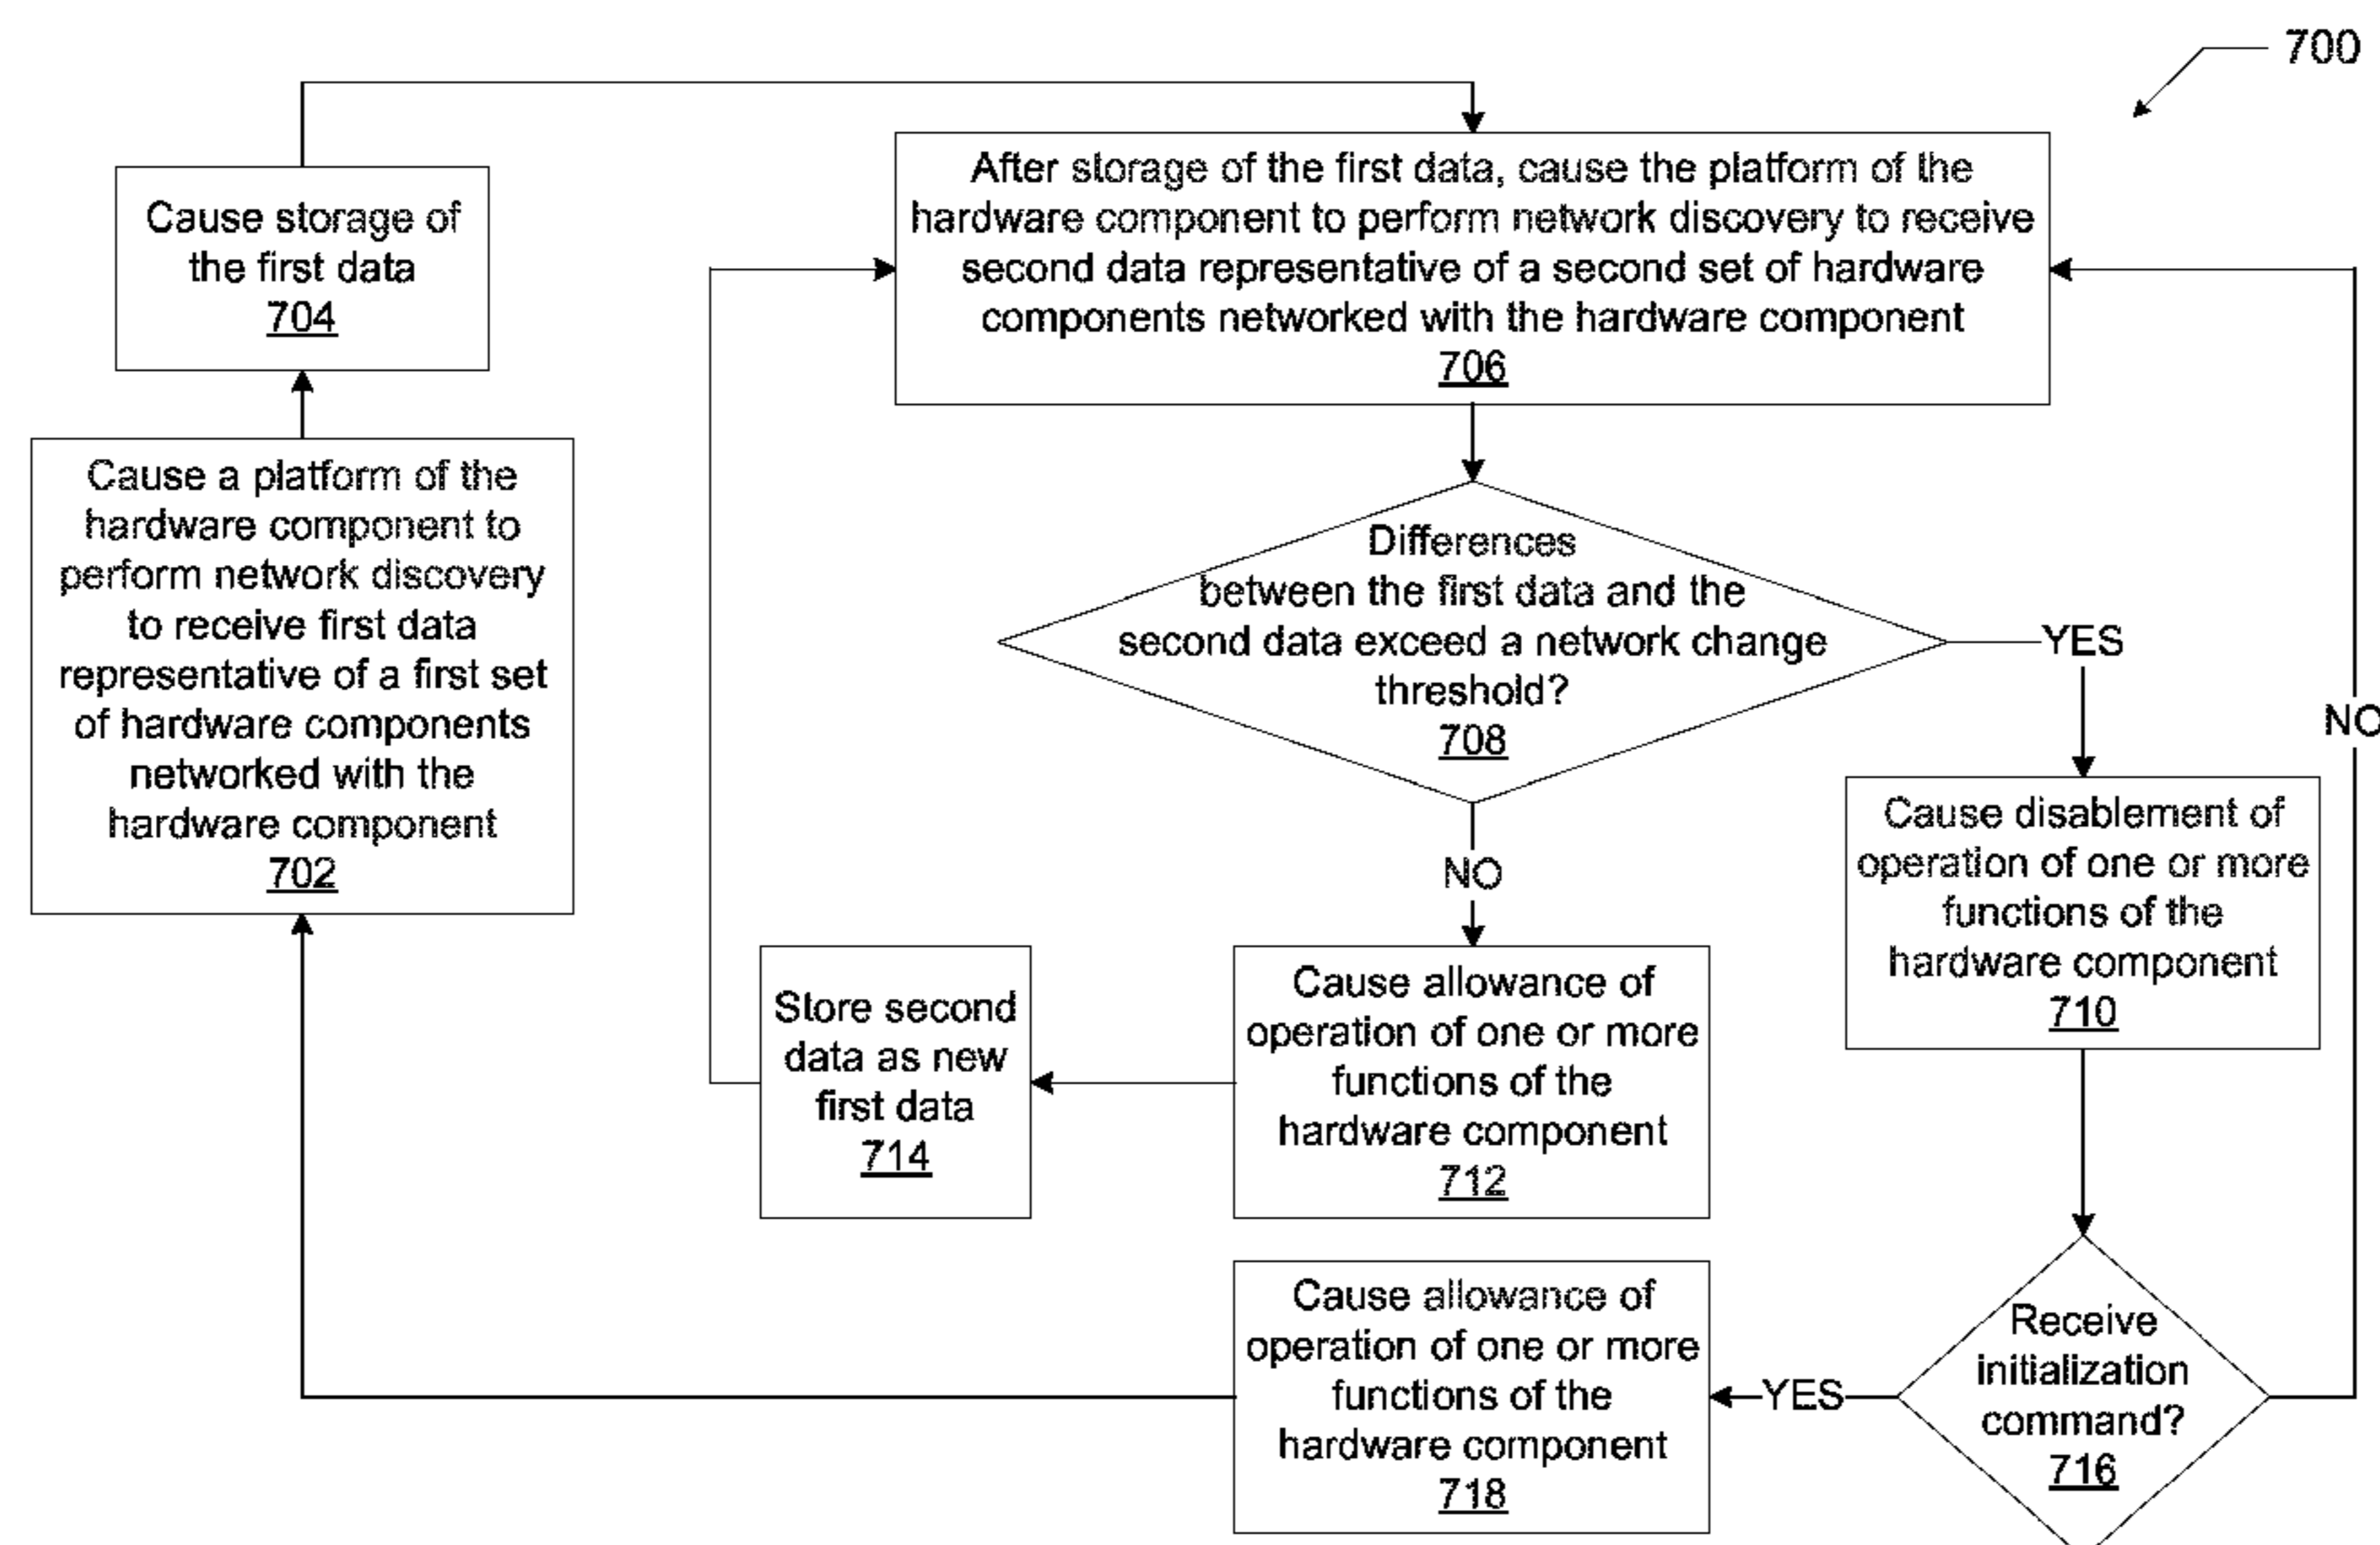 700
Cause storage of
the first data
704
Cause a platform of the
hardware component to
perform network discovery
to receive first data
representative of a first set
of hardware components
networked with the
hardware component
702
After storage of the first data, cause the platform of the
hardware component to perform network discovery to receive
second data representative of a second set of hardware
components networked with the hardware component
706
Differences
between the first data and the
second data exceed a network change
threshold?
708
YES
NO
NO
Cause disablement of
operation of one or more
functions of the
hardware component
710
Cause allowance of
operation of one or more
functions of the
hardware component
712
Store second
data as new
first data
714
Receive
initialization
command?
716
YES
Cause allowance of
operation of one or more
functions of the
hardware component
718